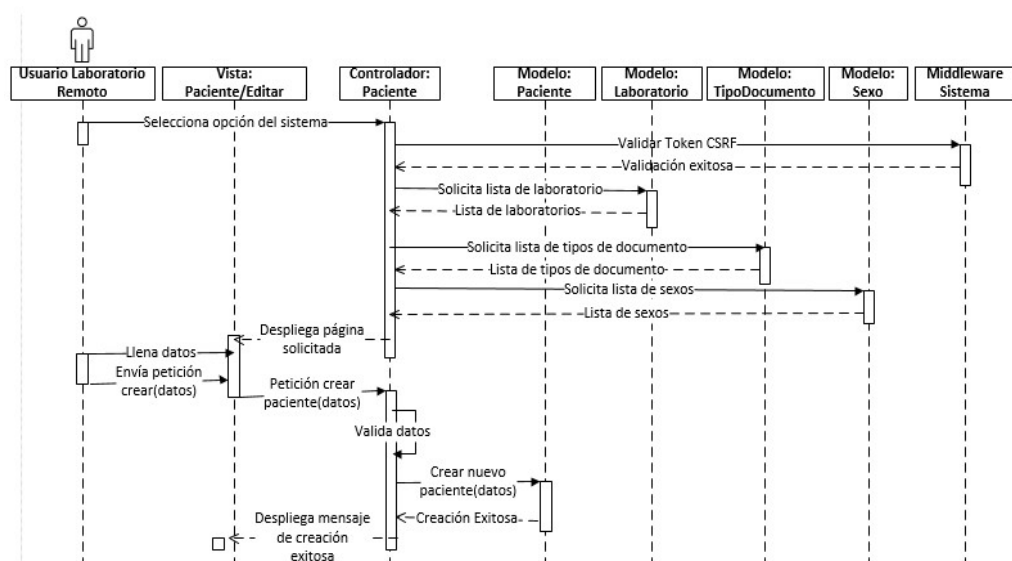 Usuario Laboratorio
Remoto
Vista:
Paciente/Editar
Controlador:
Paciente
Modelo:
Paciente
Modelo:
Laboratorio
Modelo:
TipoDocumento
Modelo:
Sexo
Middleware
Sistema
Selecciona opción del sistema
Validar Token CSRF
Validación exitosa
Solicita lista de laboratorio
Lista de laboratorios
Solicita lista de tipos de documento
Lista de tipos de documento
Solicita lista de sexos
Lista de sexos
Despliega página
solicitada
Llena datos
Envía petición
crear(datos)
Petición crear
paciente(datos)
Valida datos
Crear nuevo
paciente(datos)
Creación Exitosa
Despliega mensaje
de creación
exitosa